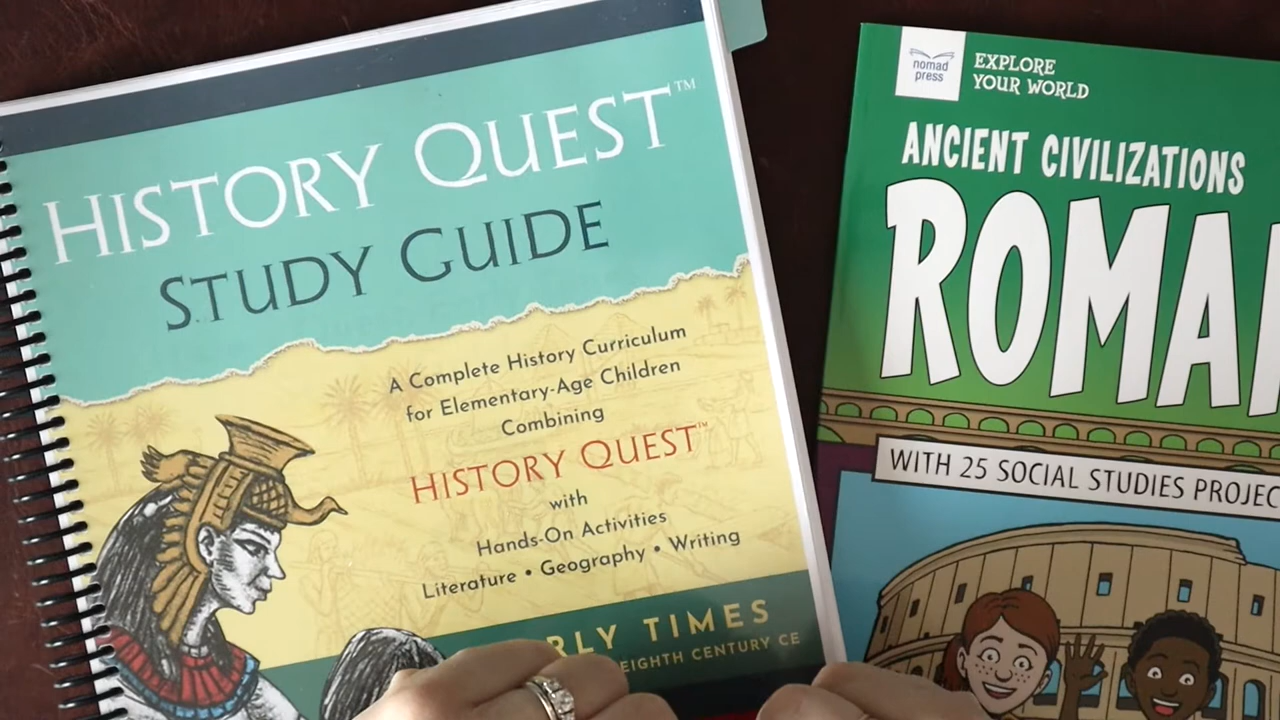 HISTORY QUEST™
STUDY GUIDE
A Complete History Curriculum
for Elementary-Age Children
Combining
HISTORY QUEST™
with
Hands-On Activities
Literature • Geography • Writing
RLY TIMES
EIGHTH CENTURY CE
nomad
press
EXPLORE
YOUR WORLD
ANCIENT CIVILIZATIONS
ROMA
WITH 25 SOCIAL STUDIES PROJEC